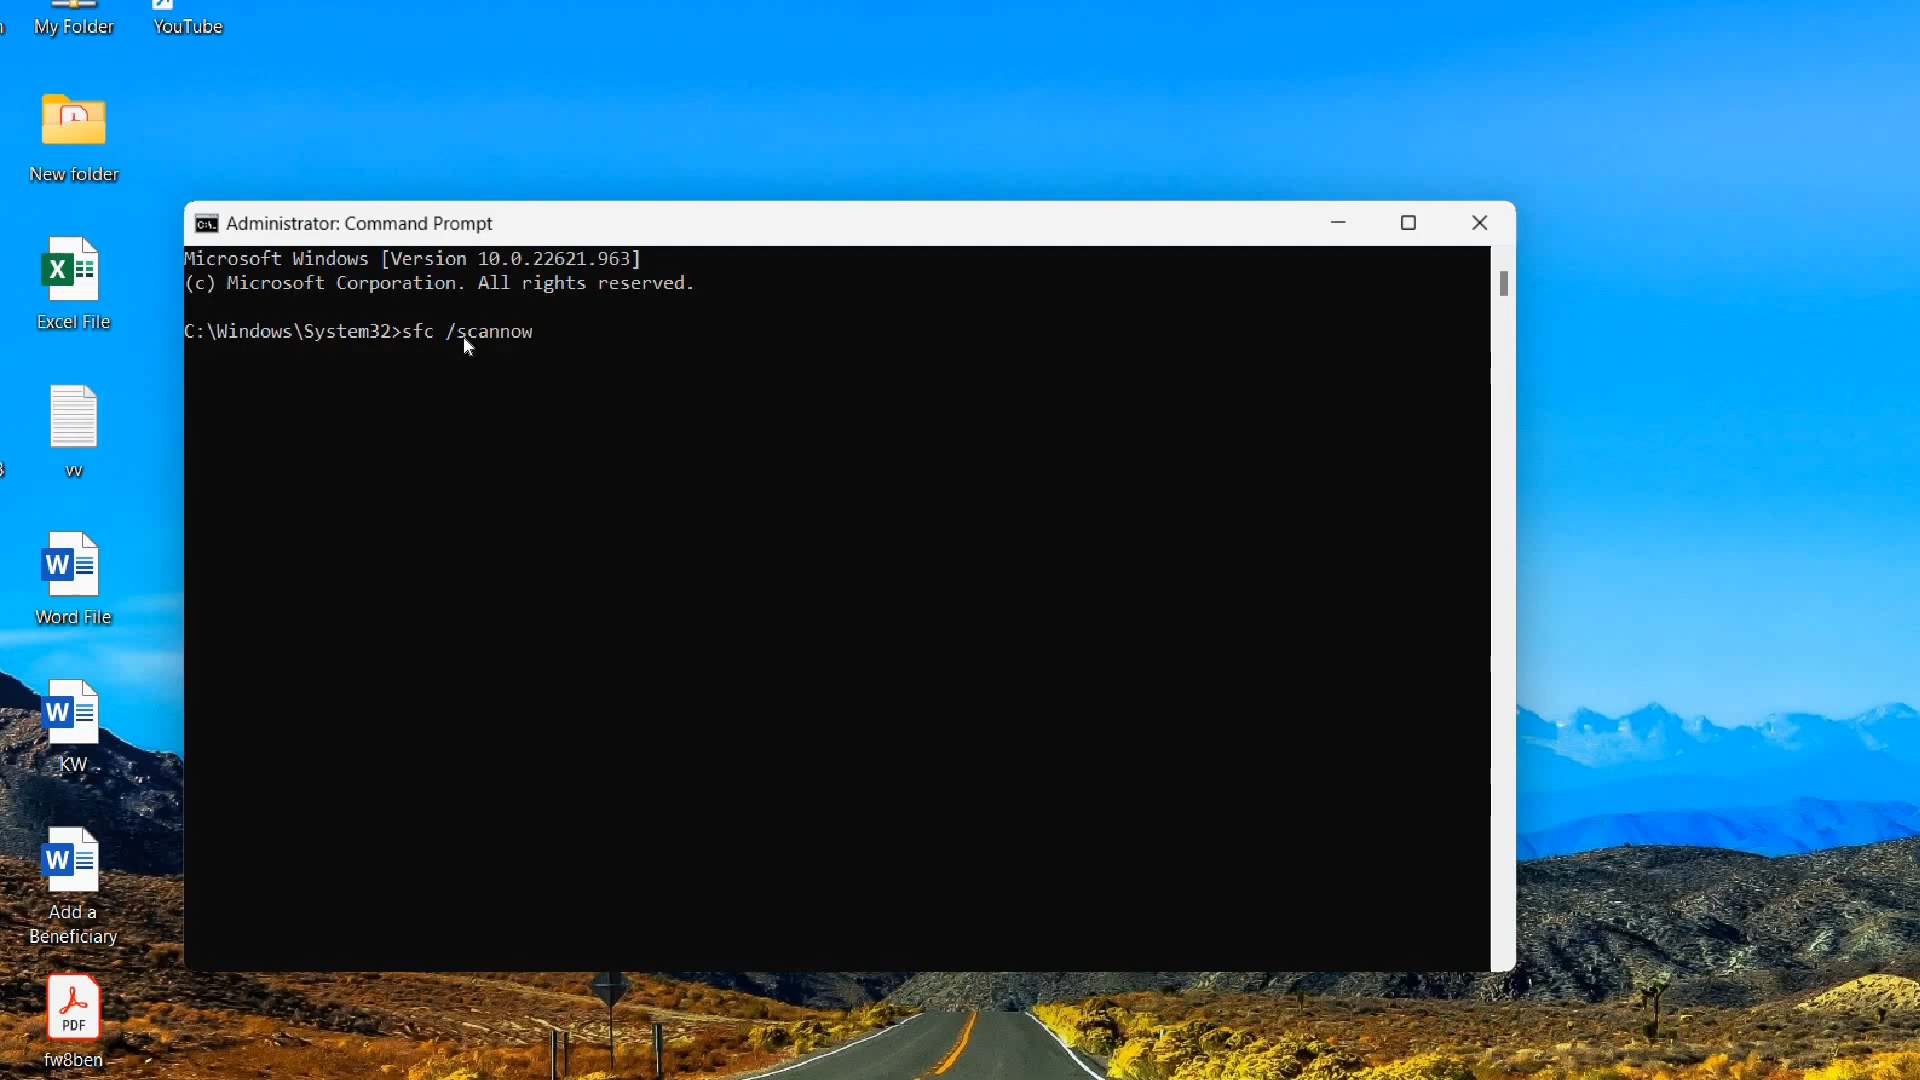 My Folder
YouTube
New folder
Excel File
vv
Word File
KW
Add a
Beneficiary
PDF
fw8ben
Administrator: Command Prompt
Microsoft Windows [Version 10.0.22621.963]
(c) Microsoft Corporation. All rights reserved.
C:\Windows\System32>sfc /scannow